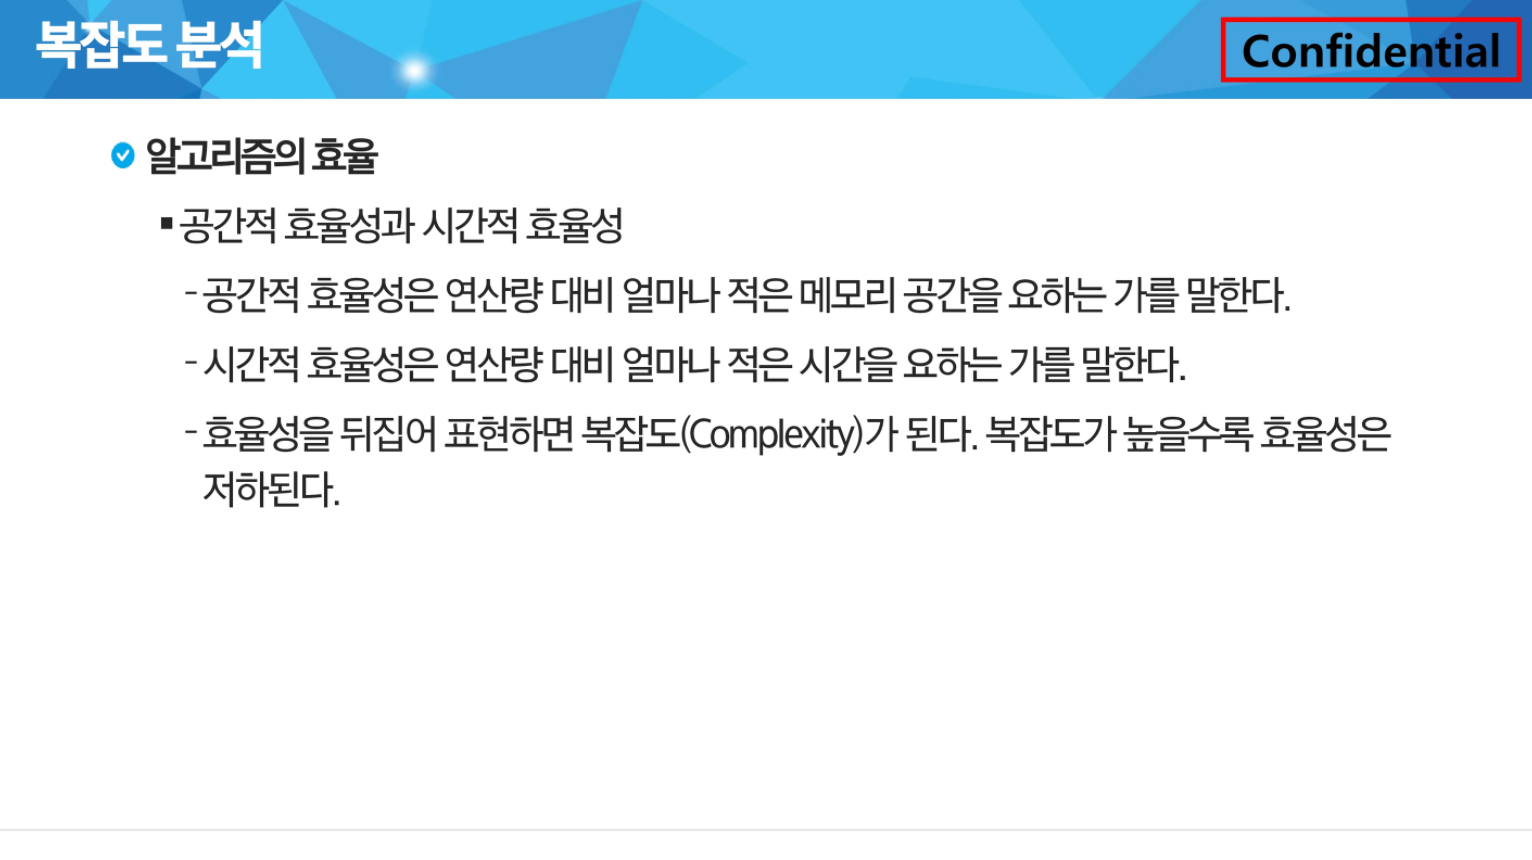 복잡도 분석
Confidential
알고리즘의 효율
▪ 공간적 효율성과 시간적 효율성
- 공간적 효율성은 연산량 대비 얼마나 적은 메모리 공간을 요하는 가를 말한다.
- 시간적 효율성은 연산량 대비 얼마나 적은 시간을 요하는 가를 말한다.
- 효율성을 뒤집어 표현하면 복잡도(Complexity)가 된다. 복잡도가 높을수록 효율성은
저하된다.